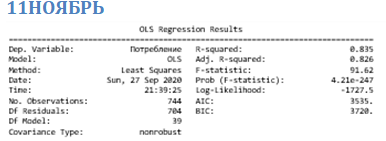 11НОЯБРЬ
OLS Regression Results
Dep. Variable: Потребление R-squared: 0.835
Model: OLS Adj. R-squared: 0.826
Method: Least Squares F-statistic: 91.62
Date: Sun, 27 Sep 2020 Prob (F-statistic): 4.21e-247
Time: 21:39:25 Log-Likelihood: -1727.5
No. Observations: 744 AIC: 3535.
Df Residuals: 704 BIC: 3720.
Df Model: 39
Covariance Type: nonrobust